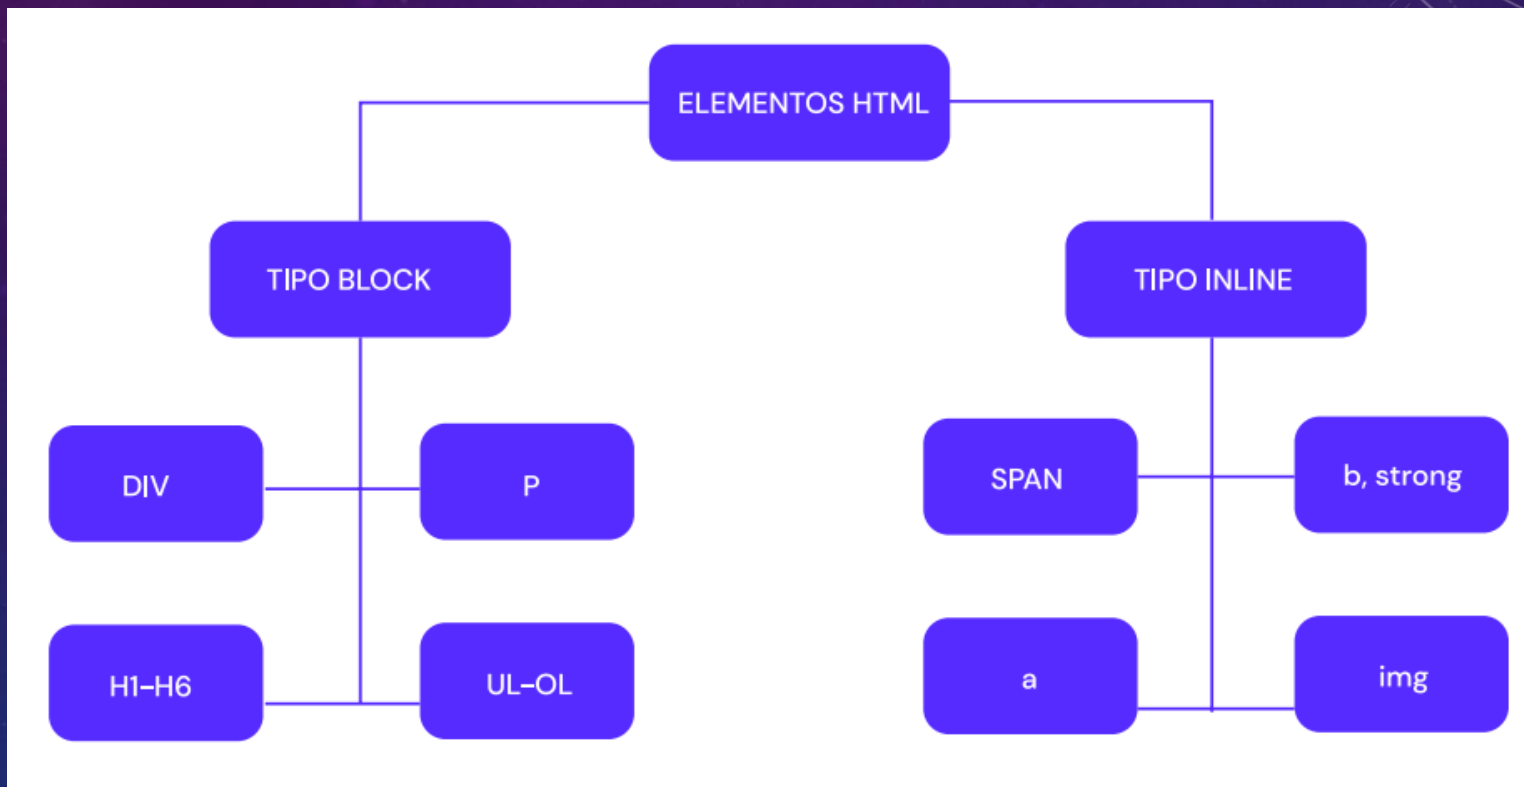 ELEMENTOS HTML
TIPO BLOCK
TIPO INLINE
DIV
P
SPAN
b, strong
H1-H6
UL-OL
a
img